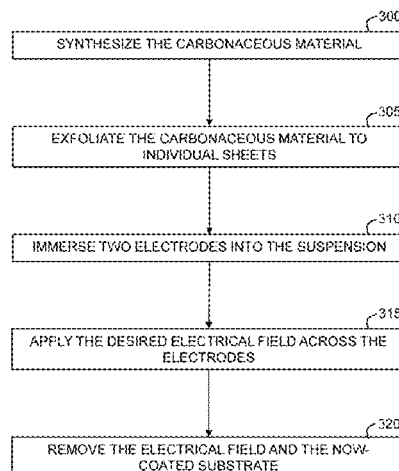 300
SYNTHESIZE THE CARBONACEOUS MATERIAL
305
EXFOLIATE THE CARBONACEOUS MATERIAL TO
INDIVIDUAL SHEETS
310
IMMERSE TWO ELECTRODES INTO THE SUSPENSION
315
APPLY THE DESIRED ELECTRICAL FIELD ACROSS THE
ELECTRODES
320
REMOVE THE ELECTRICAL FIELD AND THE NOW-
COATED SUBSTRATE